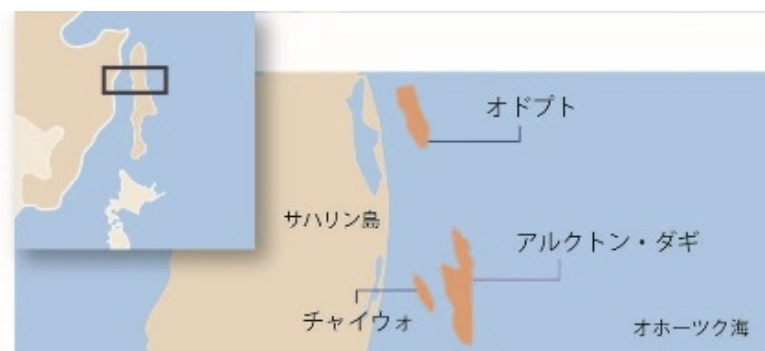 オドプト
サハリン島
アルクトン・ダギ
チャイウォ
オホーツク海